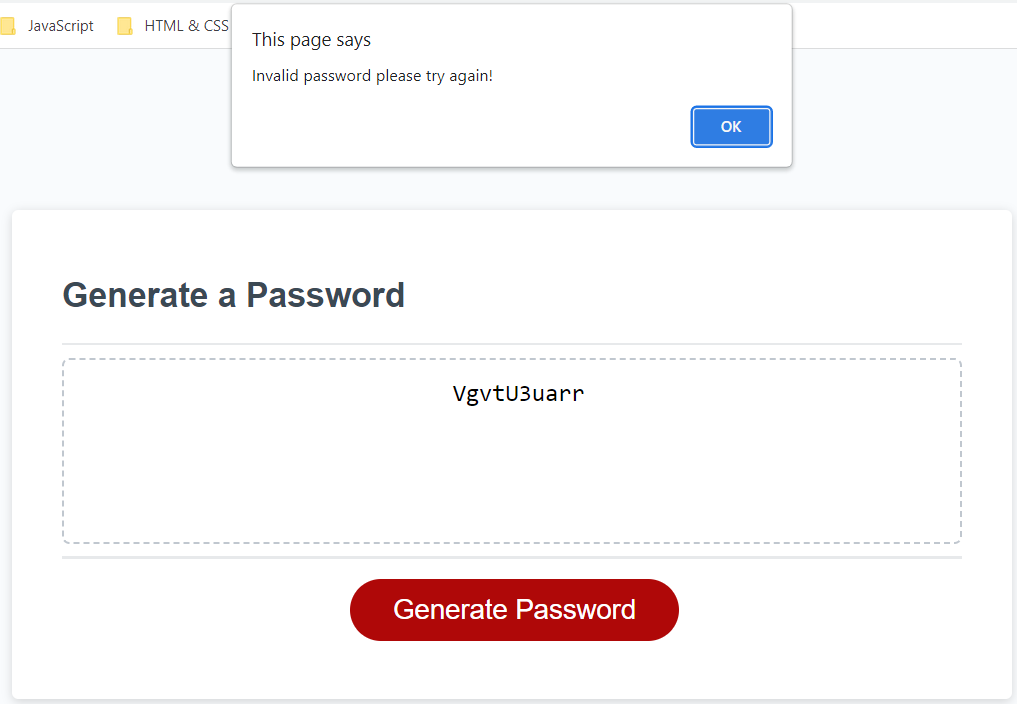 JavaScript HTML & CSS
This page says
Invalid password please try again!
OK
Generate a Password
VgvtU3uarr
Generate Password